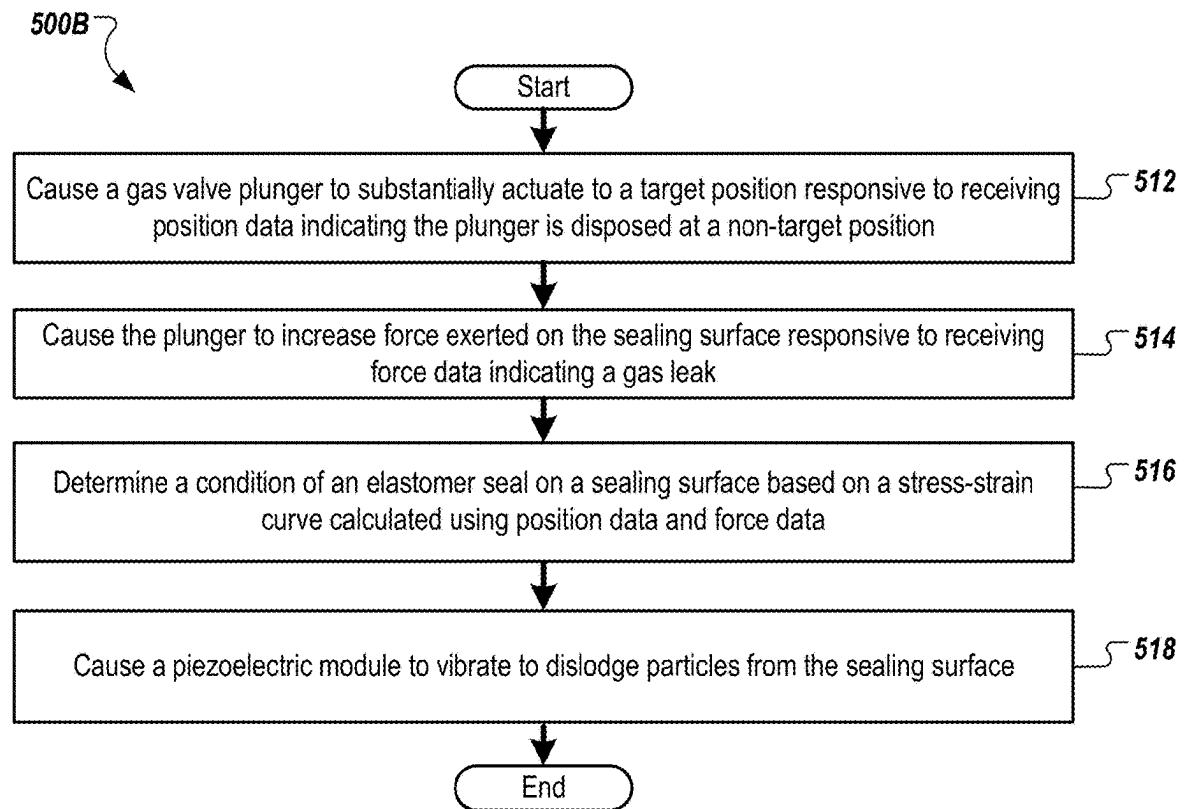 500B
Start
Cause a gas valve plunger to substantially actuate to a target position responsive to receiving
position data indicating the plunger is disposed at a non-target position
512
Cause the plunger to increase force exerted on the sealing surface responsive to receiving
force data indicating a gas leak
514
Determine a condition of an elastomer seal on a sealing surface based on a stress-strain
curve calculated using position data and force data
516
Cause a piezoelectric module to vibrate to dislodge particles from the sealing surface
518
End